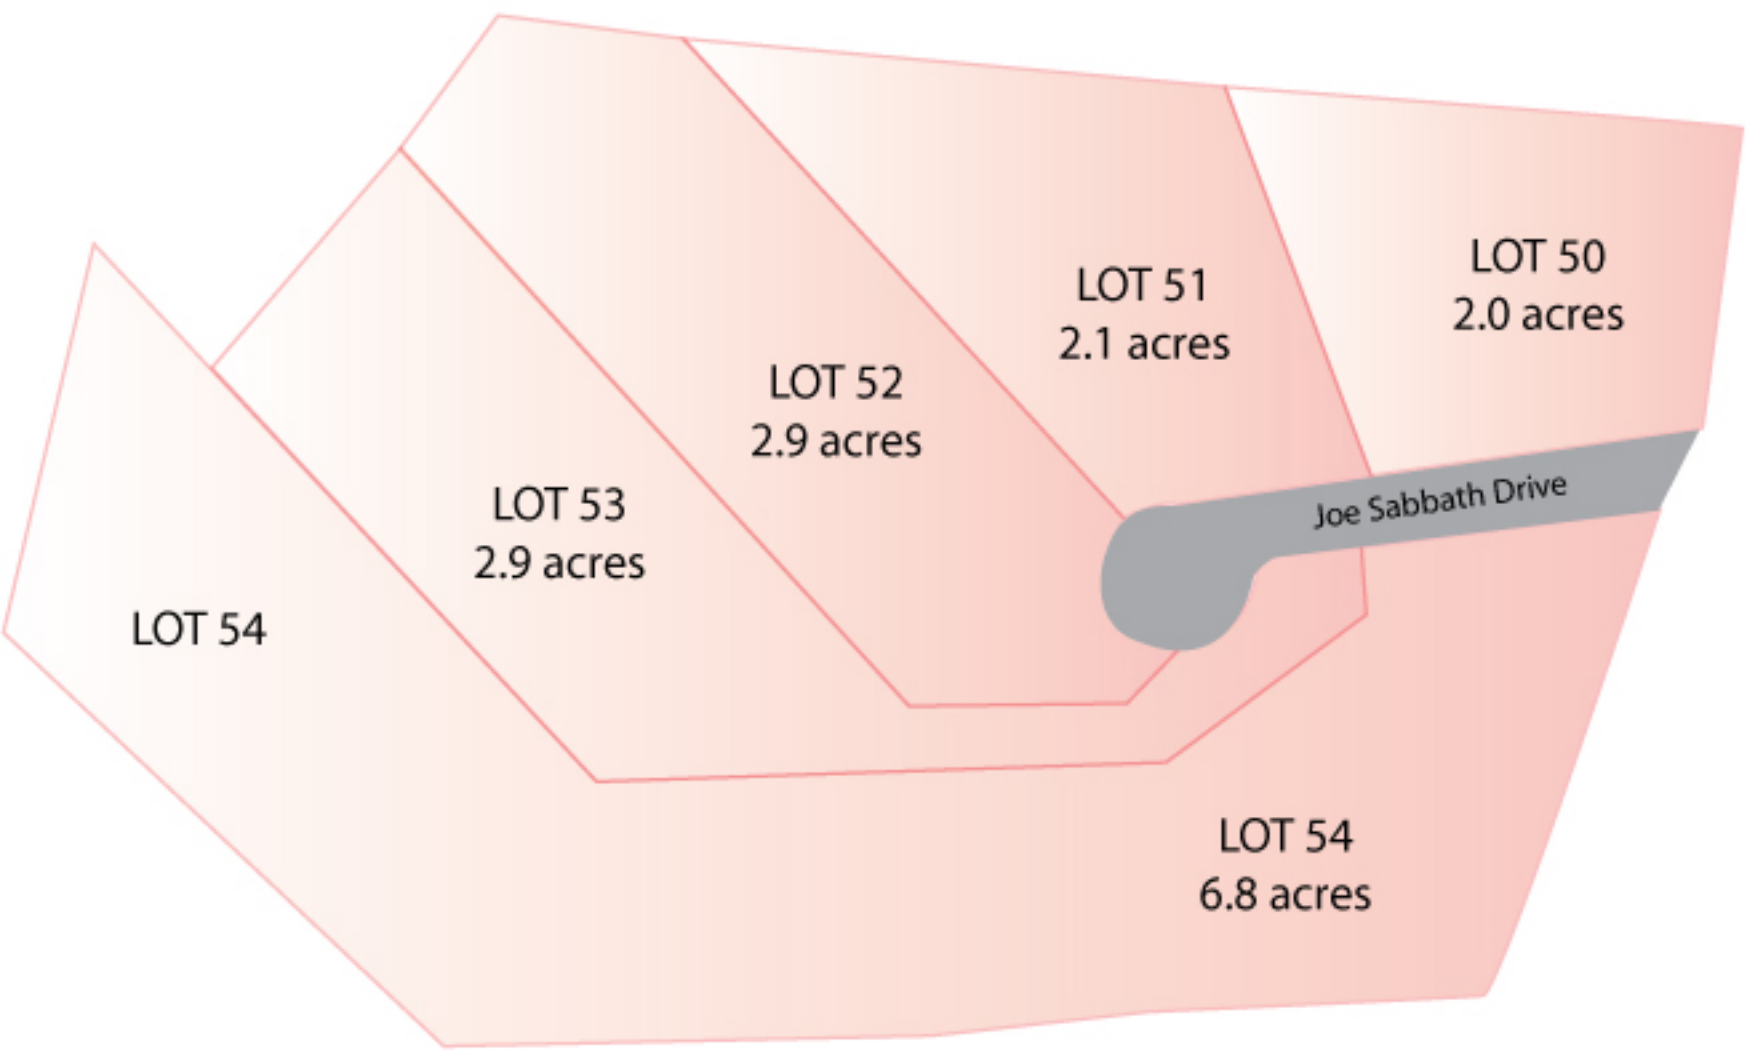 LOT 50
2.0 acres
LOT 51
2.1 acres
LOT 52
2.9 acres
Joe Sabbath Drive
LOT 53
2.9 acres
LOT 54
LOT 54
6.8 acres